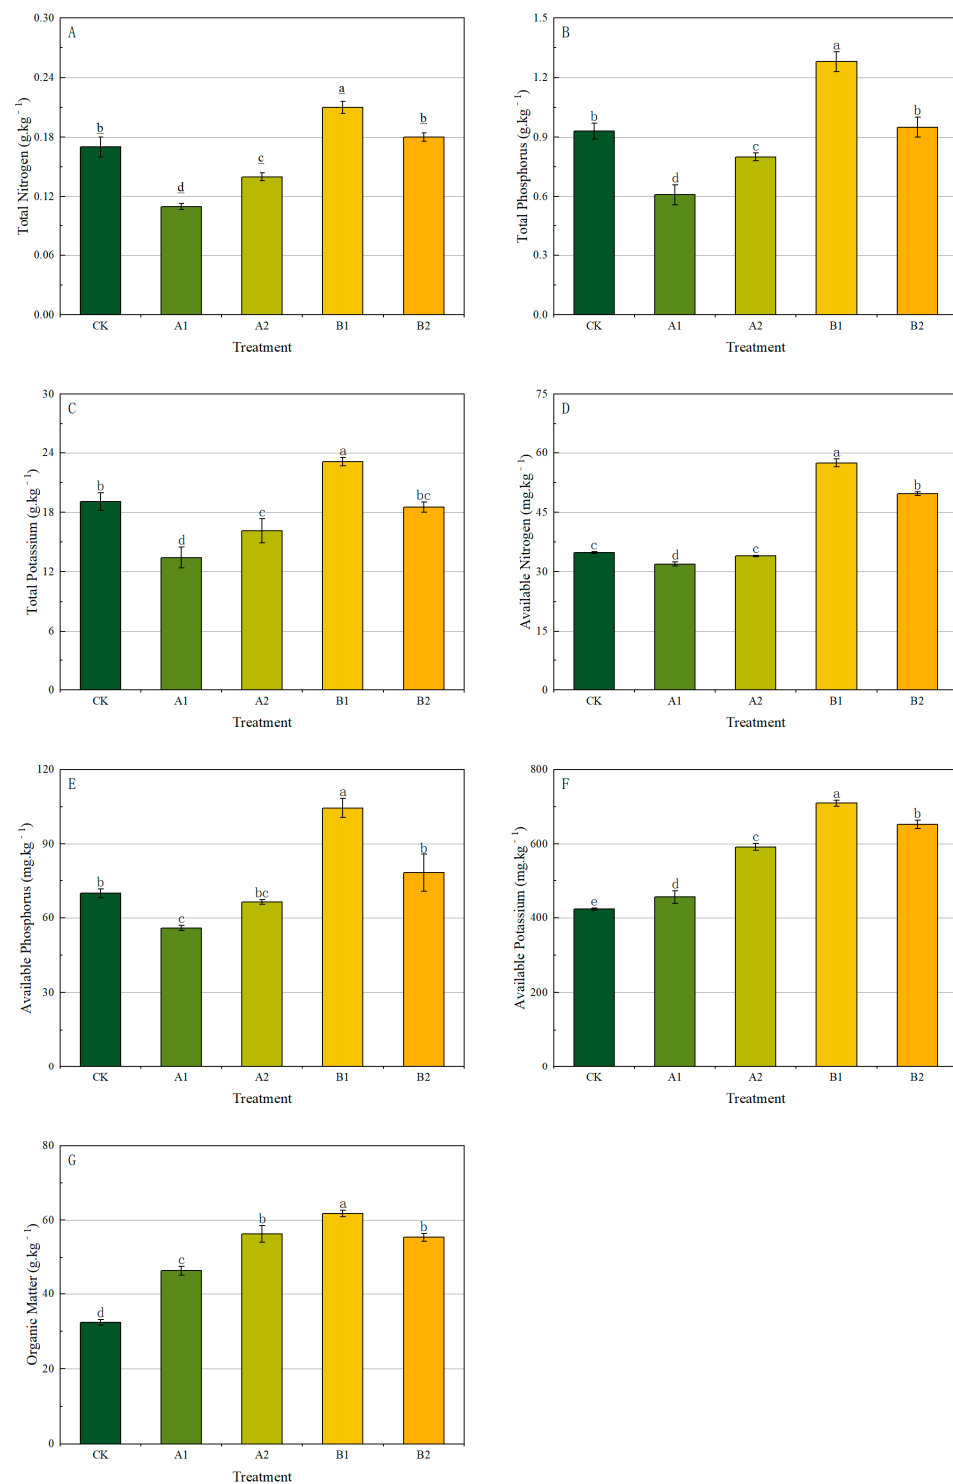 A
Total Nitrogen (g.kg⁻¹)
0.30
0.24
0.18
0.12
0.06
0.00
b
d
c
a
b
CK A1 A2 B1 B2
Treatment
B
Total Phosphorus (g.kg⁻¹)
1.5
1.2
0.9
0.6
0.3
0.0
b
d
c
a
b
CK A1 A2 B1 B2
Treatment
C
Total Potassium (g.kg⁻¹)
30
24
18
12
6
0
b
d
c
a
bc
CK A1 A2 B1 B2
Treatment
D
Available Nitrogen (mg.kg⁻¹)
75
60
45
30
15
0
c
d
c
a
b
CK A1 A2 B1 B2
Treatment
E
Available Phosphorus (mg.kg⁻¹)
120
90
60
30
0
b
c
bc
a
b
CK A1 A2 B1 B2
Treatment
F
Available Potassium (mg.kg⁻¹)
800
600
400
200
0
e
d
c
a
b
CK A1 A2 B1 B2
Treatment
G
Organic Matter (g.kg⁻¹)
80
60
40
20
0
d
c
b
a
b
CK A1 A2 B1 B2
Treatment